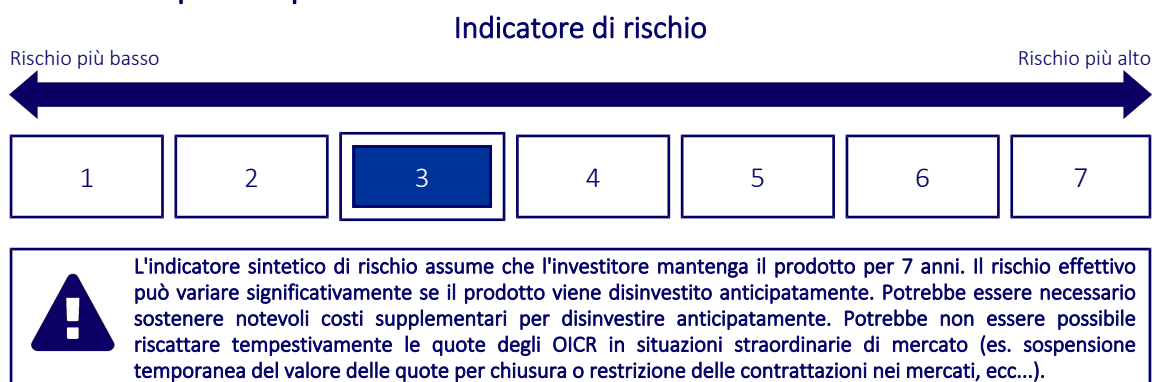 Indicatore di rischio
Rischio più basso
Rischio più alto
1
2
3
4
5
6
7
L'indicatore sintetico di rischio assume che l'investitore mantenga il prodotto per 7 anni. Il rischio effettivo
può variare significativamente se il prodotto viene disinvestito anticipatamente. Potrebbe essere necessario
sostenere notevoli costi supplementari per disinvestire anticipatamente. Potrebbe non essere possibile
riscattare tempestivamente le quote degli OICR in situazioni straordinarie di mercato (es. sospensione
temporanea del valore delle quote per chiusura o restrizione delle contrattazioni nei mercati, ecc...).